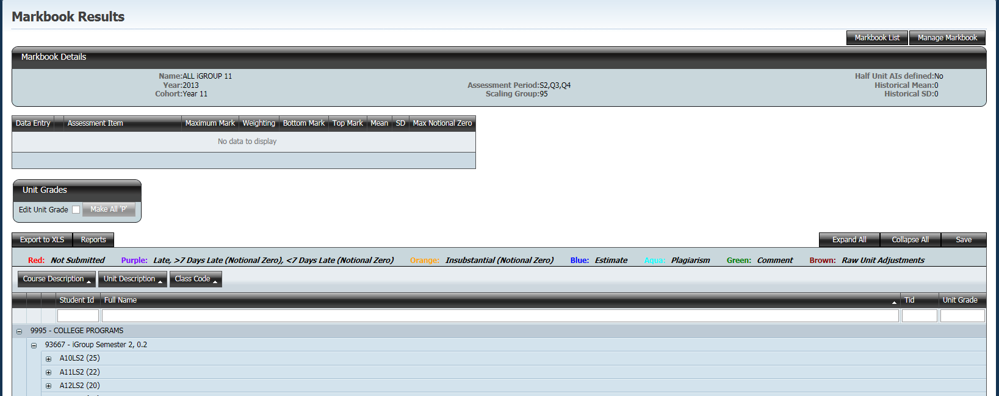 Markbook Results
Markbook List Manage Markbook
Markbook Details
Name:ALL iGROUP 11 Half Unit AIs defined:No
Year:2013 Assessment Period:S2,Q3,Q4 Historical Mean:0
Cohort:Year 11 Scaling Group:95 Historical SD:0
Data Entry Assessment Item Maximum Mark Weighting Bottom Mark Top Mark Mean SD Max Notional Zero
No data to display
Unit Grades
Edit Unit Grade Make All 'P'
Export to XLS Reports Expand All Collapse All Save
Red: Not Submitted Purple: Late, >7 Days Late (Notional Zero), <7 Days Late (Notional Zero) Orange: Insubstantial (Notional Zero) Blue: Estimate Aqua: Plagiarism Green: Comment Brown: Raw Unit Adjustments
Course Description Unit Description Class Code
Student Id Full Name Tid Unit Grade
9995 - COLLEGE PROGRAMS
93667 - iGroup Semester 2, 0.2
A10LS2 (25)
A11LS2 (22)
A12LS2 (20)